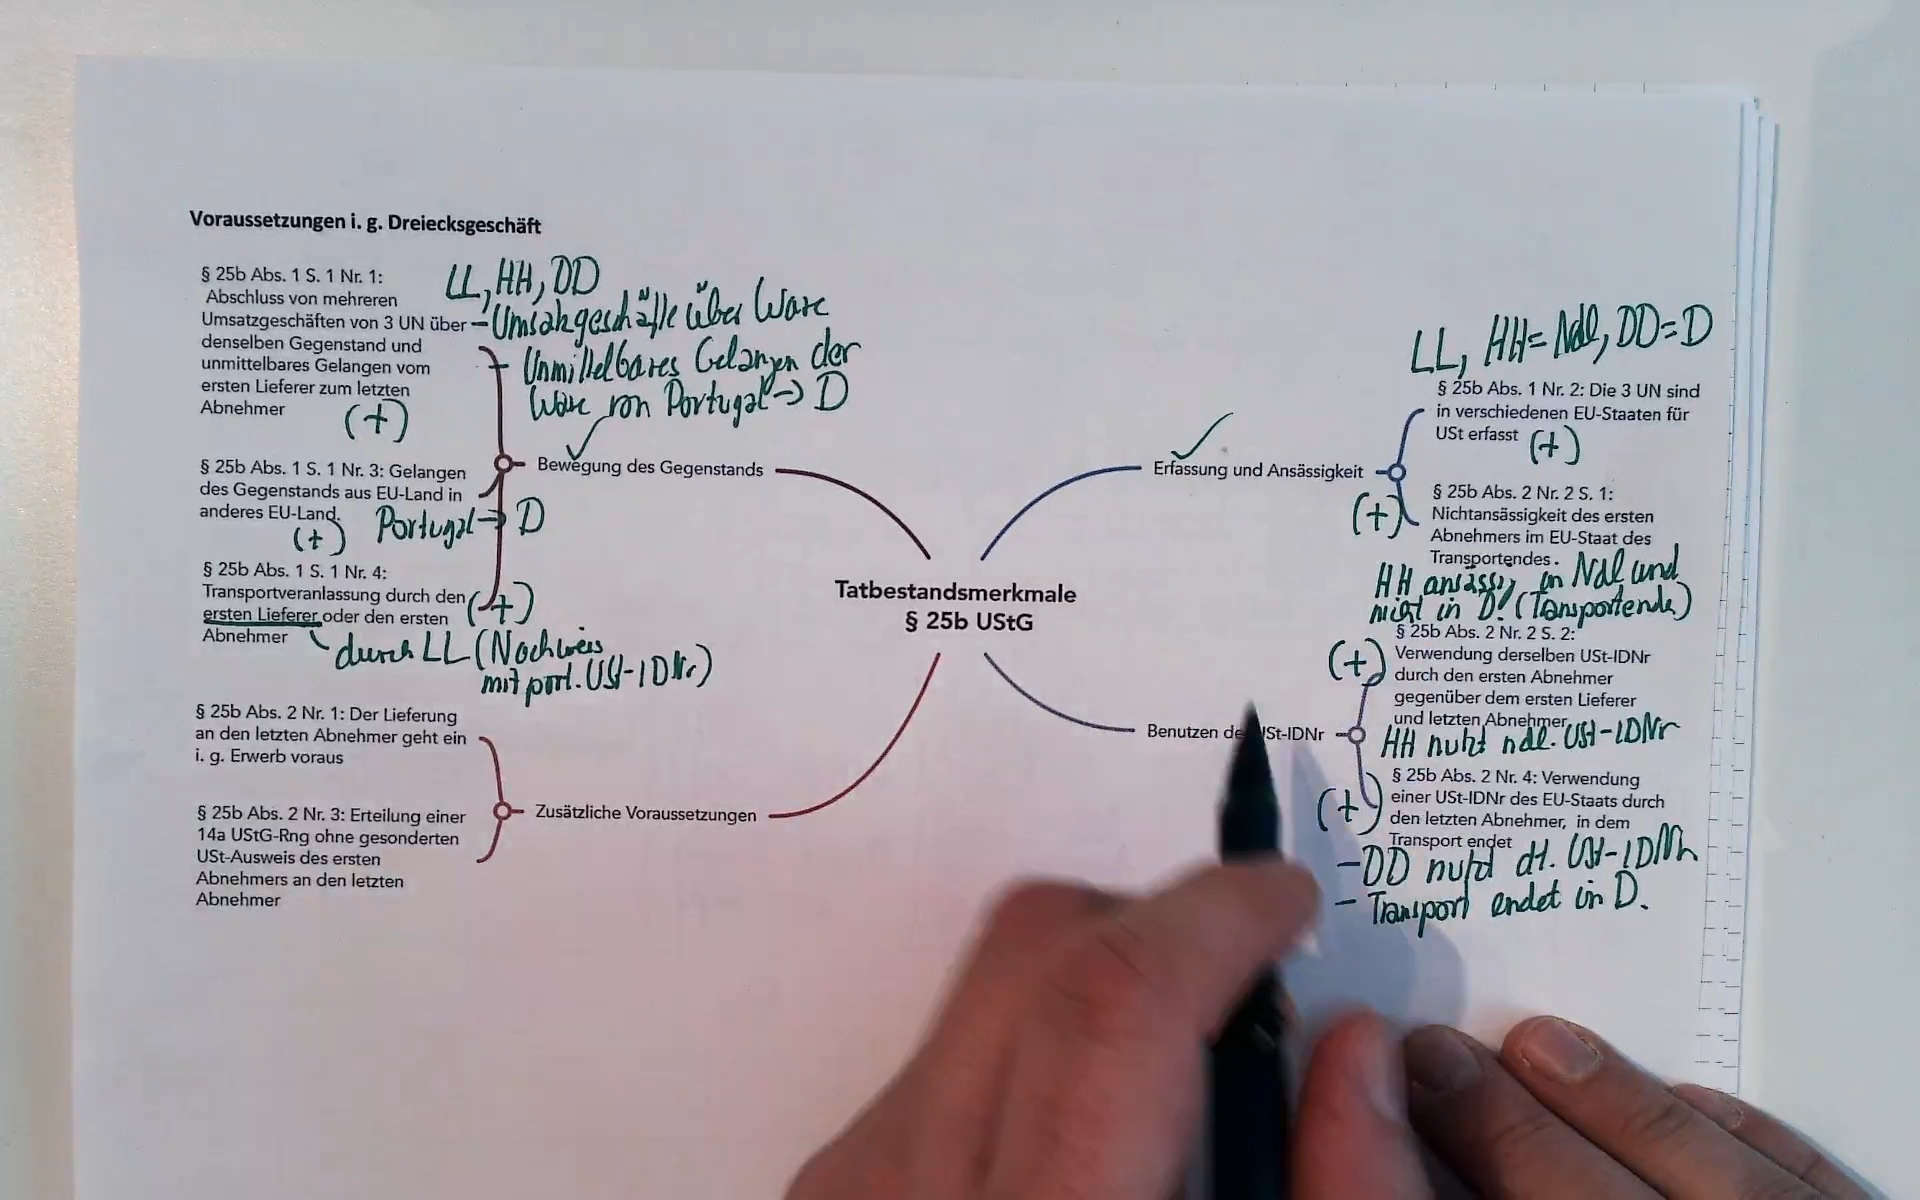 Voraussetzungen i. g. Dreiecksgeschäft
§ 25b Abs. 1 S. 1 Nr. 1:
Abschluss von mehreren
Umsatzgeschäften von 3 UN über
denselben Gegenstand und
unmittelbares Gelangen vom
ersten Lieferer zum letzten
Abnehmer
(+)
LL, HH, DD
- Umsatzgeschäfte über Ware
- Unmittelbares Gelangen der
Ware von Portugal -> D
Bewegung des Gegenstands
§ 25b Abs. 1 S. 1 Nr. 3: Gelangen
des Gegenstands aus EU-Land in
anderes EU-Land.
(+) Portugal -> D
§ 25b Abs. 1 S. 1 Nr. 4:
Transportveranlassung durch den
ersten Lieferer oder den ersten
Abnehmer
(+)
durch LL (Nachweis
mit port. USt-IDNr)
§ 25b Abs. 2 Nr. 1: Der Lieferung
an den letzten Abnehmer geht ein
i. g. Erwerb voraus
Zusätzliche Voraussetzungen
§ 25b Abs. 2 Nr. 3: Erteilung einer
14a UStG-Rng ohne gesonderten
USt-Ausweis des ersten
Abnehmers an den letzten
Abnehmer
Tatbestandsmerkmale
§ 25b UStG
LL, HH = Ndl, DD = D
§ 25b Abs. 1 Nr. 2: Die 3 UN sind
in verschiedenen EU-Staaten für
USt erfasst (+)
Erfassung und Ansässigkeit
(+)
§ 25b Abs. 2 Nr. 2 S. 1:
Nichtansässigkeit des ersten
Abnehmers im EU-Staat des
Transportendes.
HH ansässig in Ndl und
nicht in D! (Transportende)
(+)
§ 25b Abs. 2 Nr. 2 S. 2:
Verwendung derselben USt-IDNr
durch den ersten Abnehmer
gegenüber dem ersten Lieferer
und letzten Abnehmer
HH nutzt ndl. USt-IDNr
Benutzen de USt-IDNr
(+)
§ 25b Abs. 2 Nr. 4: Verwendung
einer USt-IDNr des EU-Staats durch
den letzten Abnehmer, in dem
Transport endet
- DD nutzt dt. USt-IDNr
- Transport endet in D.